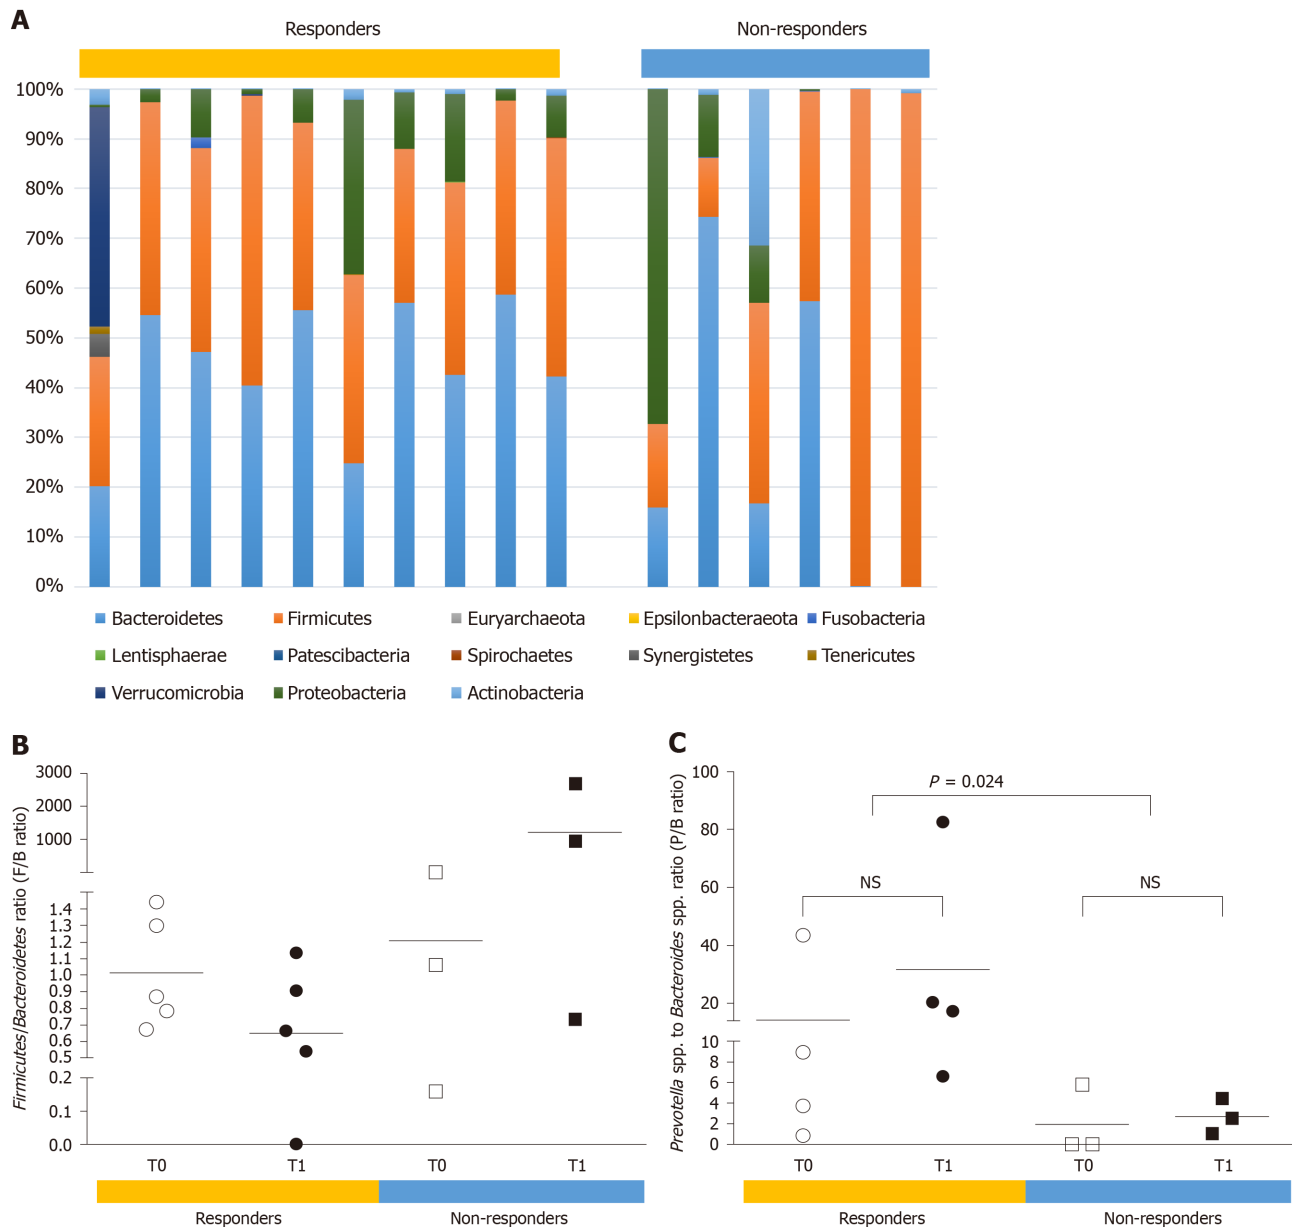 A
Responders
Non-responders
100%
90%
80%
70%
60%
50%
40%
30%
20%
10%
0%
Bacteroidetes Firmicutes Euryarchaeota Epsilonbacteraeota Fusobacteria
Lentisphaerae Patescibacteria Spirochaetes Synergistetes Tenericutes
Verrucomicrobia Proteobacteria Actinobacteria
B
Firmicutes/Bacteroidetes ratio (F/B ratio)
3000
2000
1000
1.4
1.3
1.2
1.1
1.0
0.9
0.8
0.7
0.6
0.5
0.2
0.1
0.0
T0 T1 T0 T1
Responders Non-responders
C
Prevotella spp. to Bacteroides spp. ratio (P/B ratio)
100
80
60
40
20
10
8
6
4
2
0
P = 0.024
NS NS
T0 T1 T0 T1
Responders Non-responders